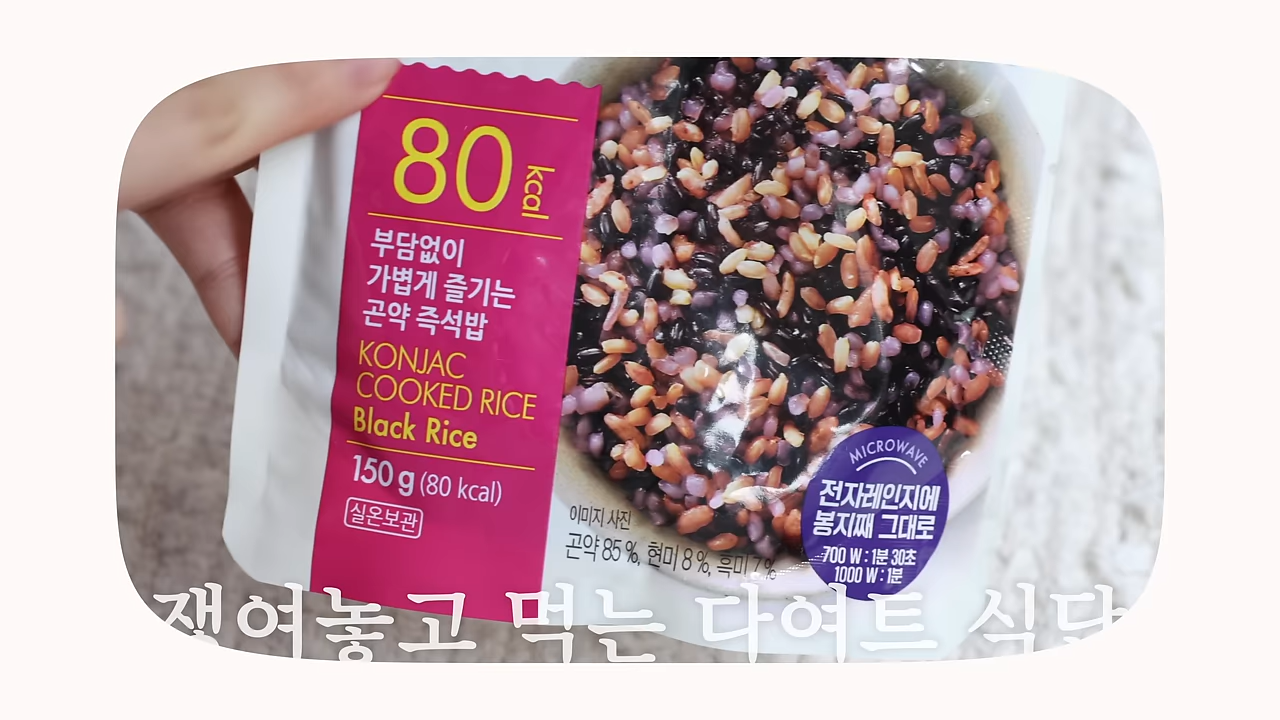 80 kcal
부담없이
가볍게 즐기는
곤약 즉석밥
KONJAC
COOKED RICE
Black Rice
150 g (80 kcal)
실온보관
이미지 사진
곤약 85 %, 현미 8 %, 흑미 7 %
MICROWAVE
전자레인지에
봉지째 그대로
700 W : 1분 30초
1000 W : 1분
쟁여놓고 먹는 다여트 식단